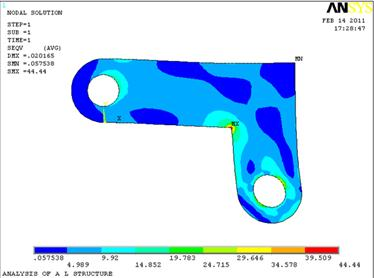 1
NODAL SOLUTION
STEP=1
SUB =1
TIME=1
SEQV (AVG)
DMX =.020165
SMN =.057538
SMX =44.44
ANSYS
FEB 14 2011
17:28:47
MN
X
MX
.057538 4.989 9.92 14.852 19.783 24.715 29.646 34.578 39.509 44.44
ANALYSIS OF A L STRUCTURE